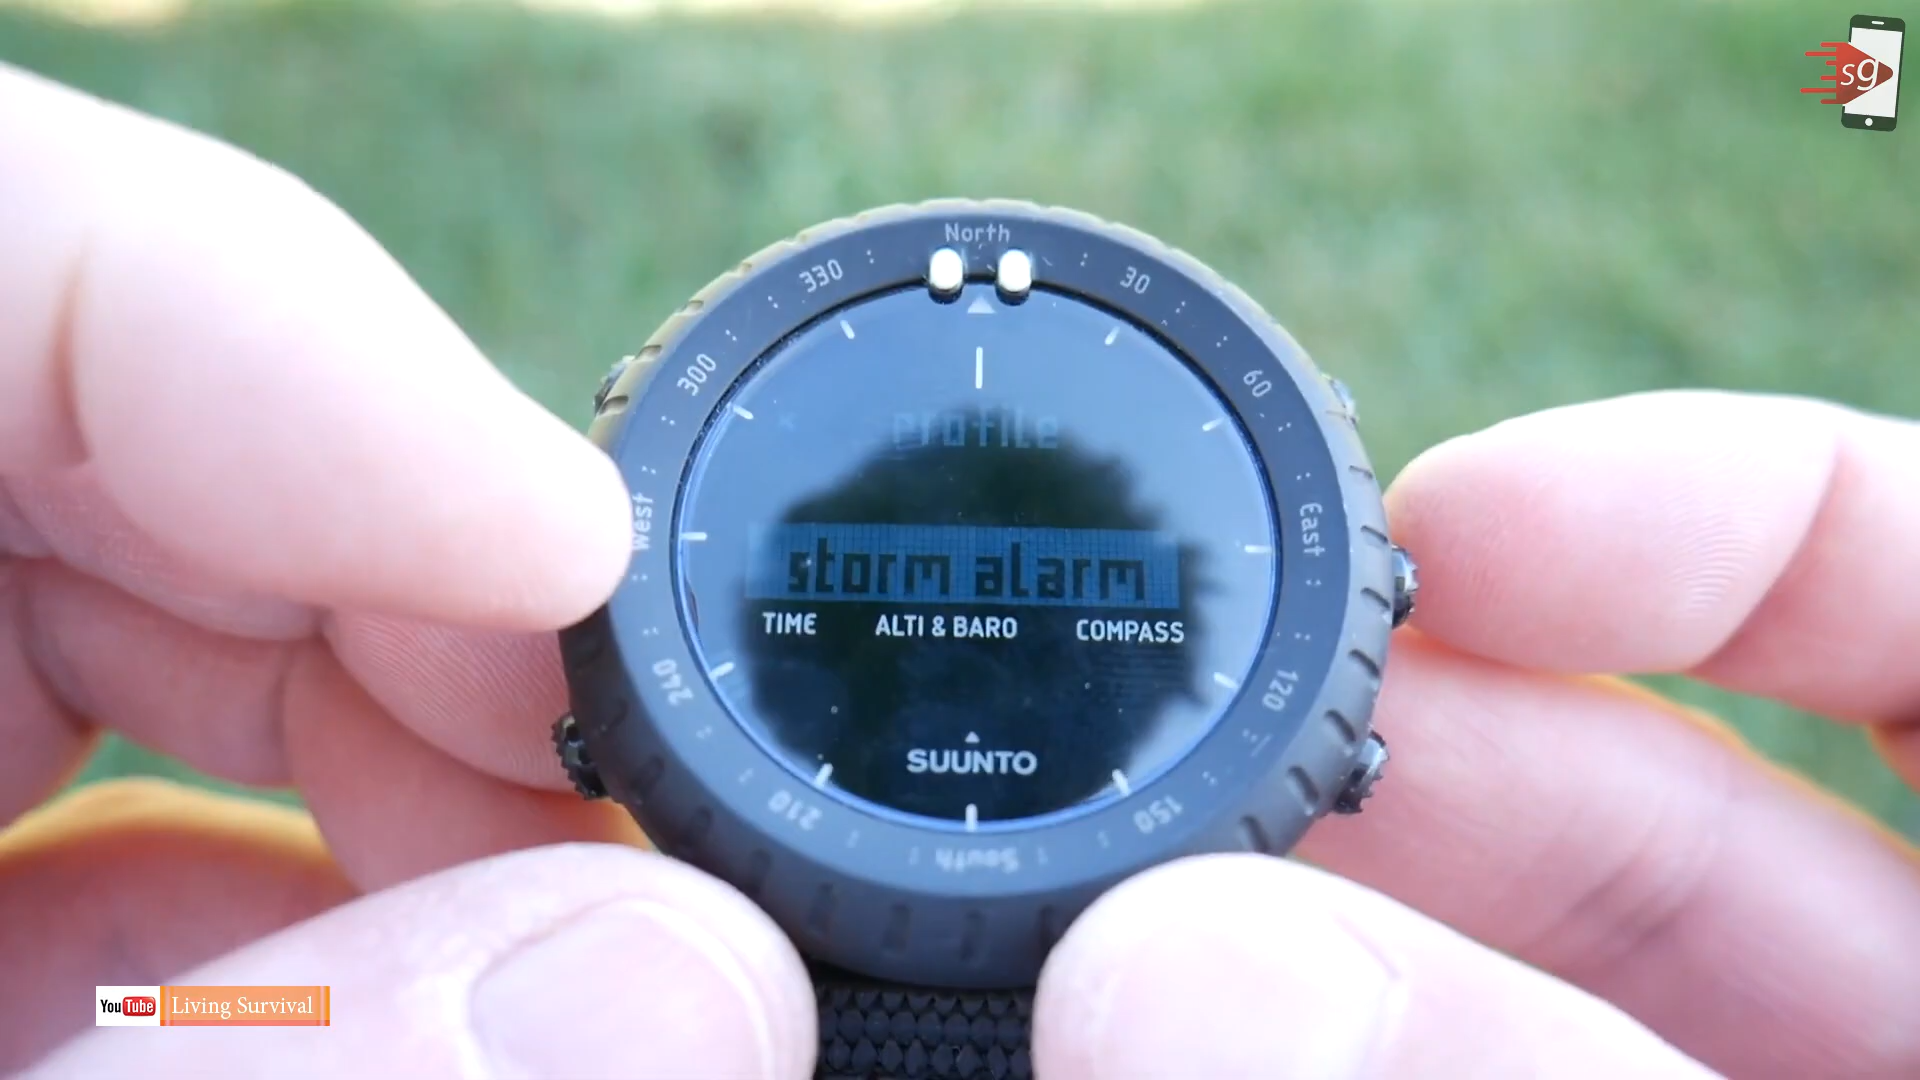 sg
North
330
30
300
60
profile
West
East
storm alarm
TIME ALTI & BARO COMPASS
240
120
SUUNTO
210
150
South
YouTube Living Survival